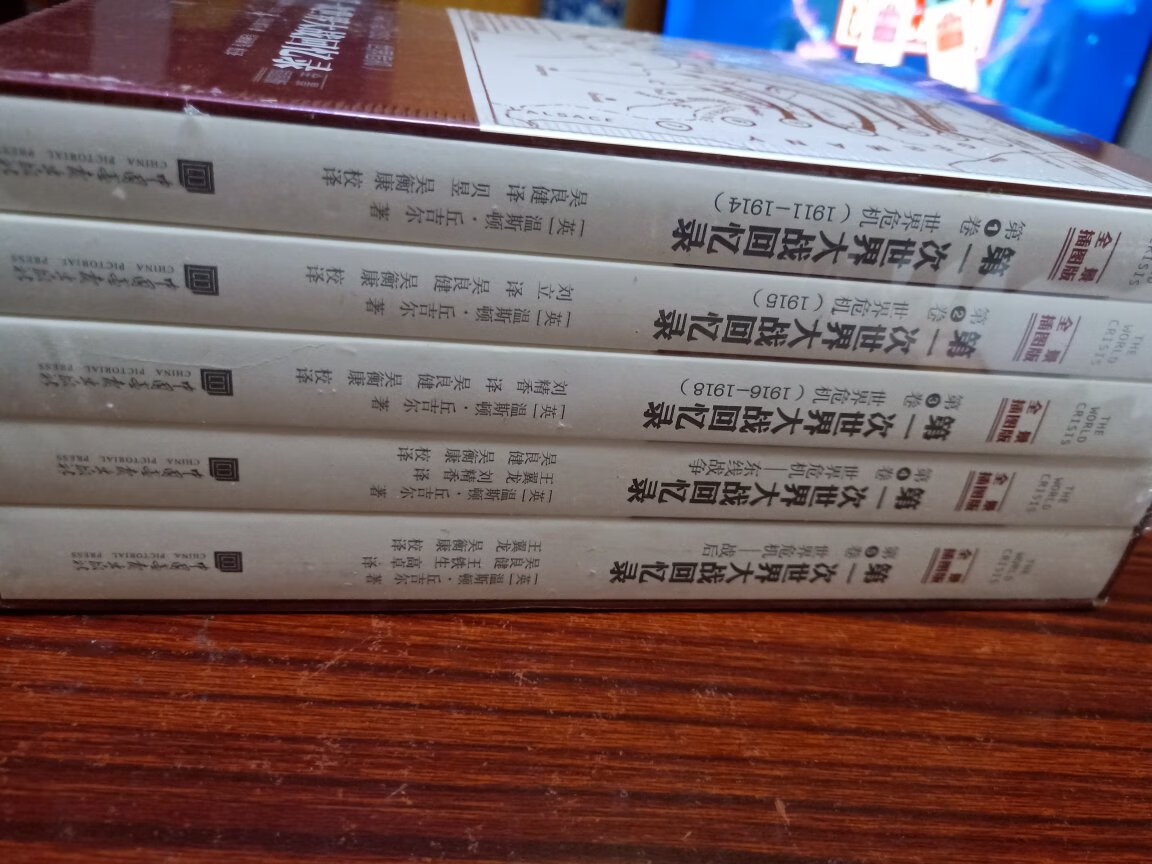 ALSACE
THE WORLD CRISIS
全插图版
第一次世界大战回忆录
第1卷
世界危机（1911—1914）
[英]温斯顿·丘吉尔 著
吴良健 译 贝昱 吴衡康 校译
中国画报出版社
CHINA PICTORIAL PRESS
THE WORLD CRISIS
全插图版
第一次世界大战回忆录
第2卷
世界危机（1915）
[英]温斯顿·丘吉尔 著
刘立 译 吴良健 吴衡康 校译
中国画报出版社
CHINA PICTORIAL PRESS
THE WORLD CRISIS
全插图版
第一次世界大战回忆录
第3卷
世界危机（1916—1918）
[英]温斯顿·丘吉尔 著
刘精香 译 吴良健 吴衡康 校译
中国画报出版社
CHINA PICTORIAL PRESS
THE WORLD CRISIS
全插图版
第一次世界大战回忆录
第4卷
世界危机—东线战争
[英]温斯顿·丘吉尔 著
王翼龙 刘精香 译
吴良健 吴衡康 校译
中国画报出版社
CHINA PICTORIAL PRESS
THE WORLD CRISIS
全插图版
第一次世界大战回忆录
第5卷
世界危机—战后
[英]温斯顿·丘吉尔 著
吴良健 王铁生 高卓 译
王翼龙 吴衡康 校译
中国画报出版社
CHINA PICTORIAL PRESS